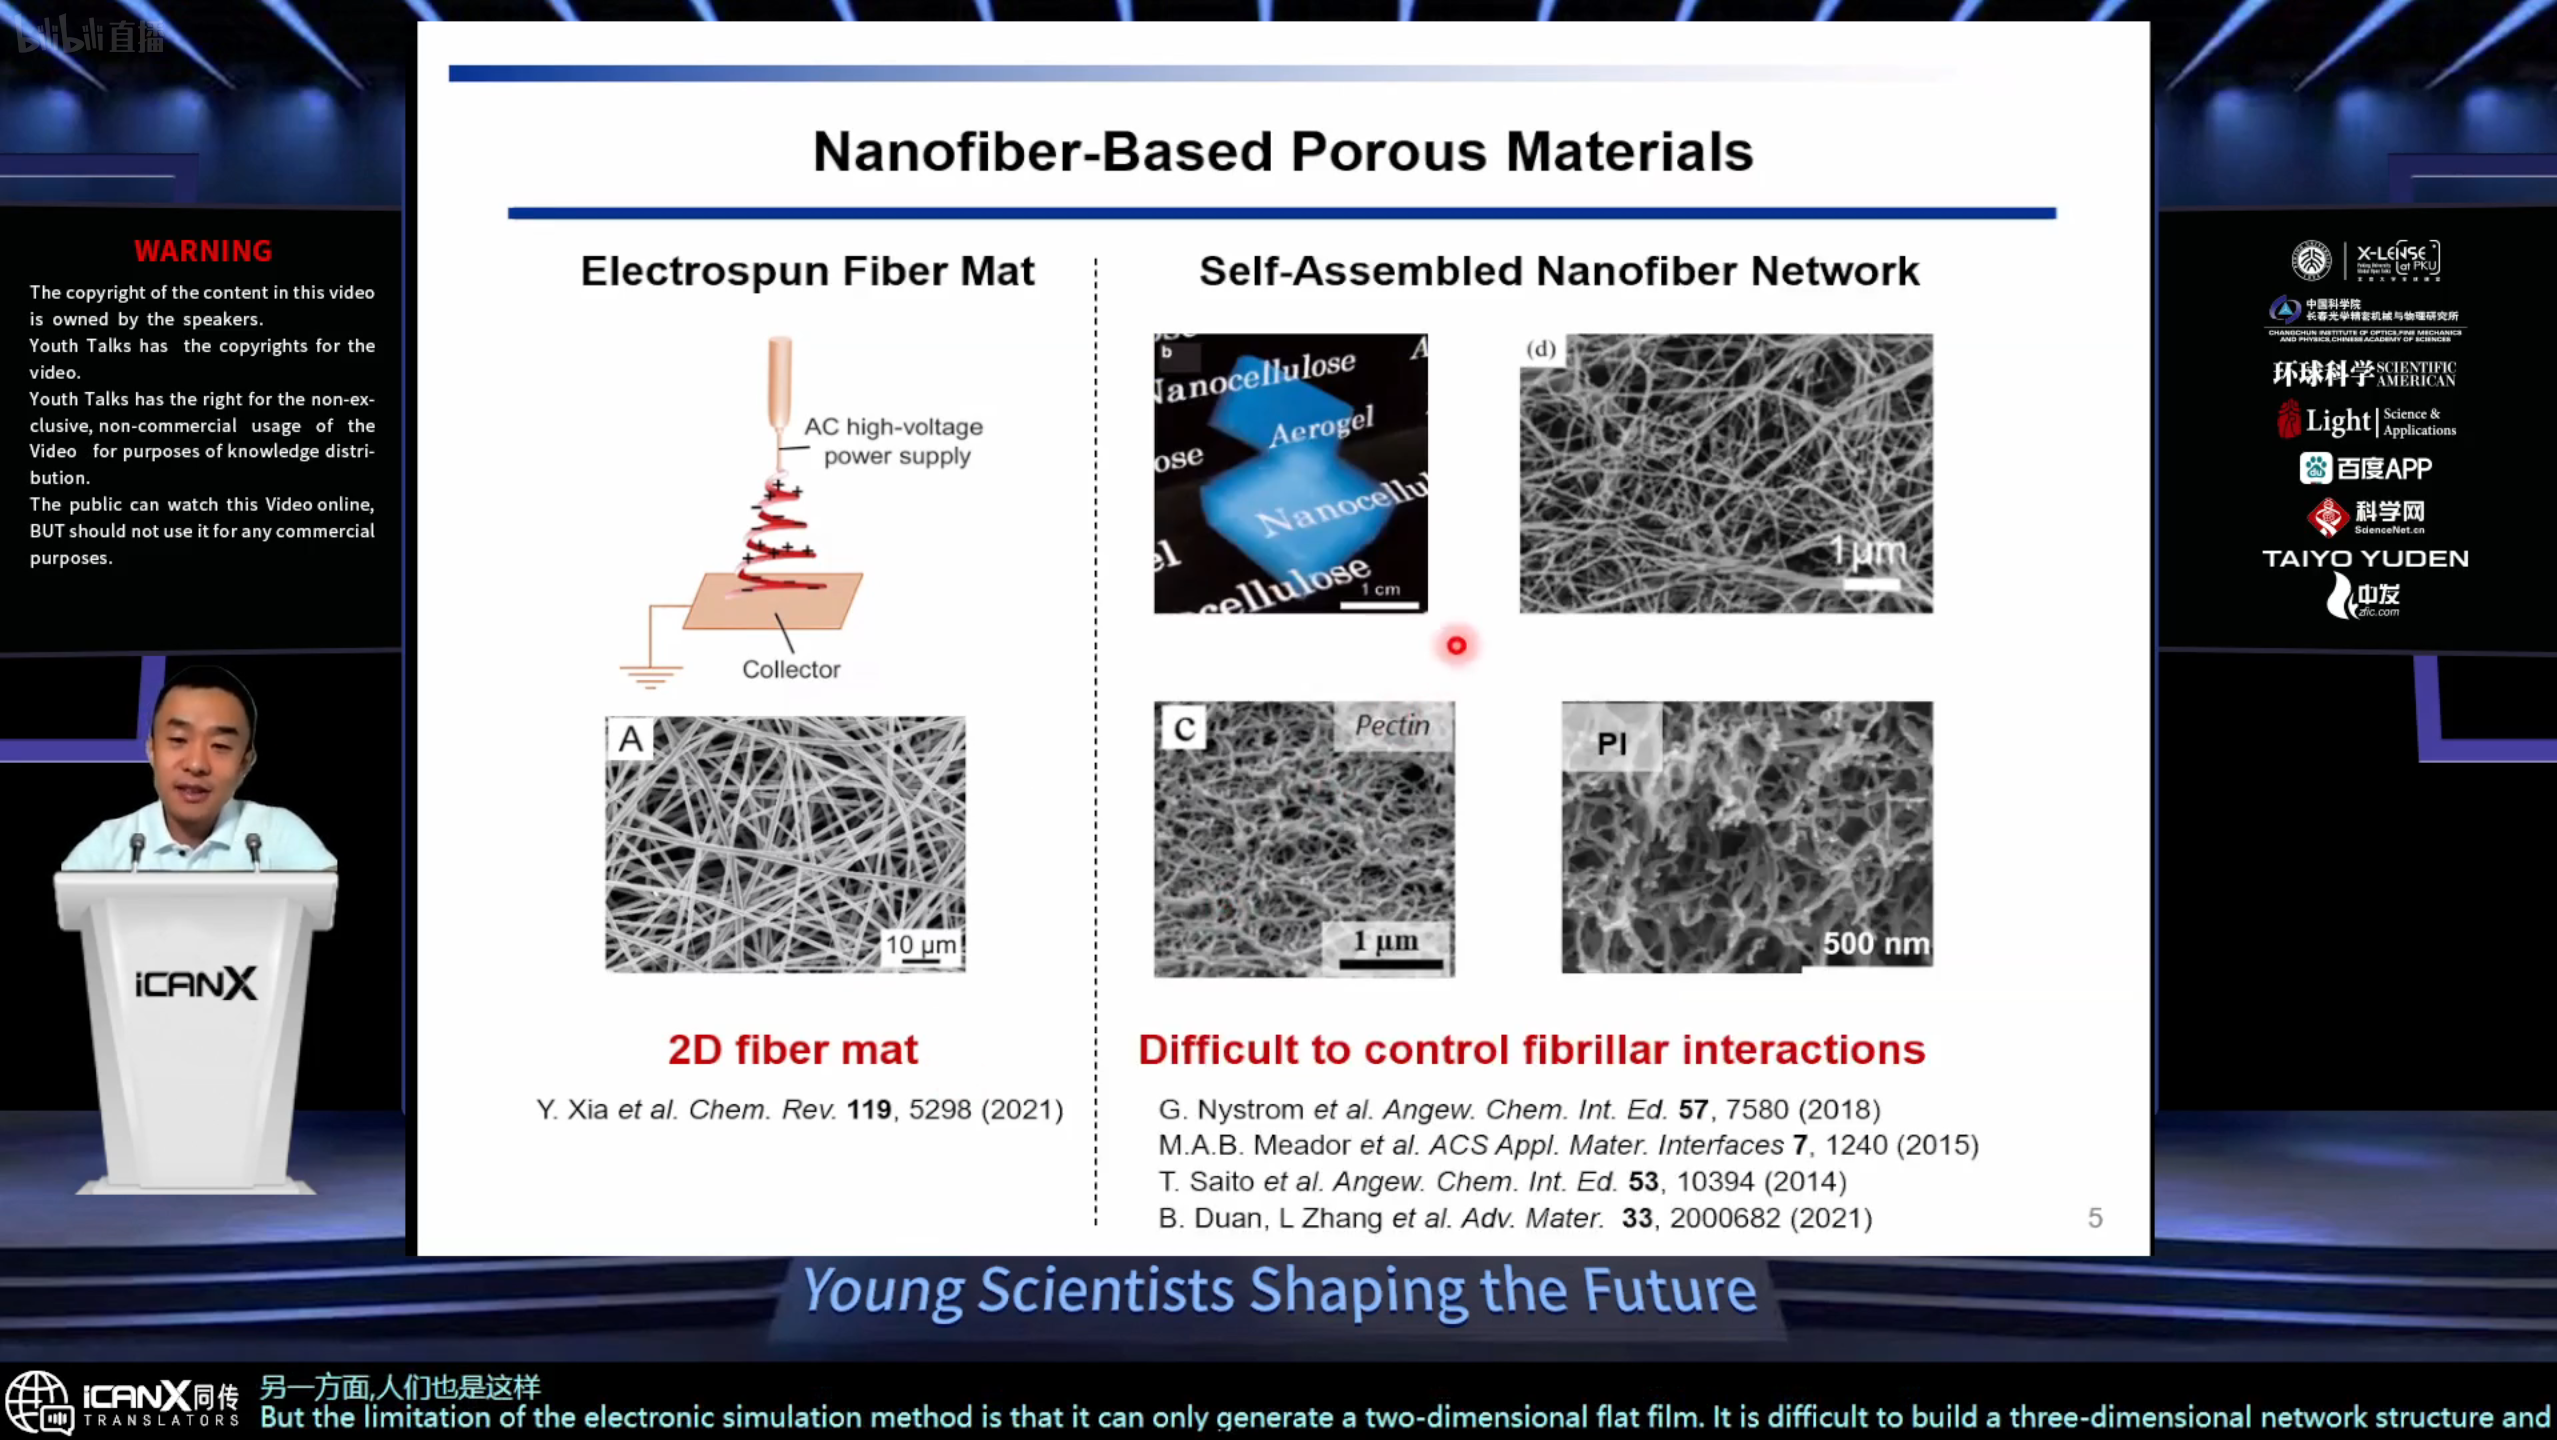 bilibili直播
Nanofiber-Based Porous Materials
WARNING
The copyright of the content in this video
is owned by the speakers.
Youth Talks has the copyrights for the
video.
Youth Talks has the right for the non-ex-
clusive, non-commercial usage of the
Video for purposes of knowledge distri-
bution.
The public can watch this Video online,
BUT should not use it for any commercial
purposes.
Electrospun Fiber Mat
AC high-voltage
power supply
Collector
A
10 µm
2D fiber mat
Y. Xia et al. Chem. Rev. 119, 5298 (2021)
Self-Assembled Nanofiber Network
b
Nanocellulose
A
Aerogel
ose
Nanocellu
el
cellulose
1 cm
(d)
1µm
C
Pectin
1 µm
PI
500 nm
Difficult to control fibrillar interactions
G. Nystrom et al. Angew. Chem. Int. Ed. 57, 7580 (2018)
M.A.B. Meador et al. ACS Appl. Mater. Interfaces 7, 1240 (2015)
T. Saito et al. Angew. Chem. Int. Ed. 53, 10394 (2014)
B. Duan, L Zhang et al. Adv. Mater. 33, 2000682 (2021)
5
X-LENSE
at PKU
中国科学院
长春光学精密机械与物理研究所
CHANGCHUN INSTITUTE OF OPTICS,FINE MECHANICS
AND PHYSICS,CHINESE ACADEMY OF SCIENCES
环球科学 SCIENTIFIC
AMERICAN
Light Science &
Applications
du 百度APP
科学网
ScienceNet.cn
TAIYO YUDEN
中发
zfic.com
iCANX
Young Scientists Shaping the Future
iCANX同传
TRANSLATORS
另一方面,人们也是这样
But the limitation of the electronic simulation method is that it can only generate a two-dimensional flat film. It is difficult to build a three-dimensional network structure and